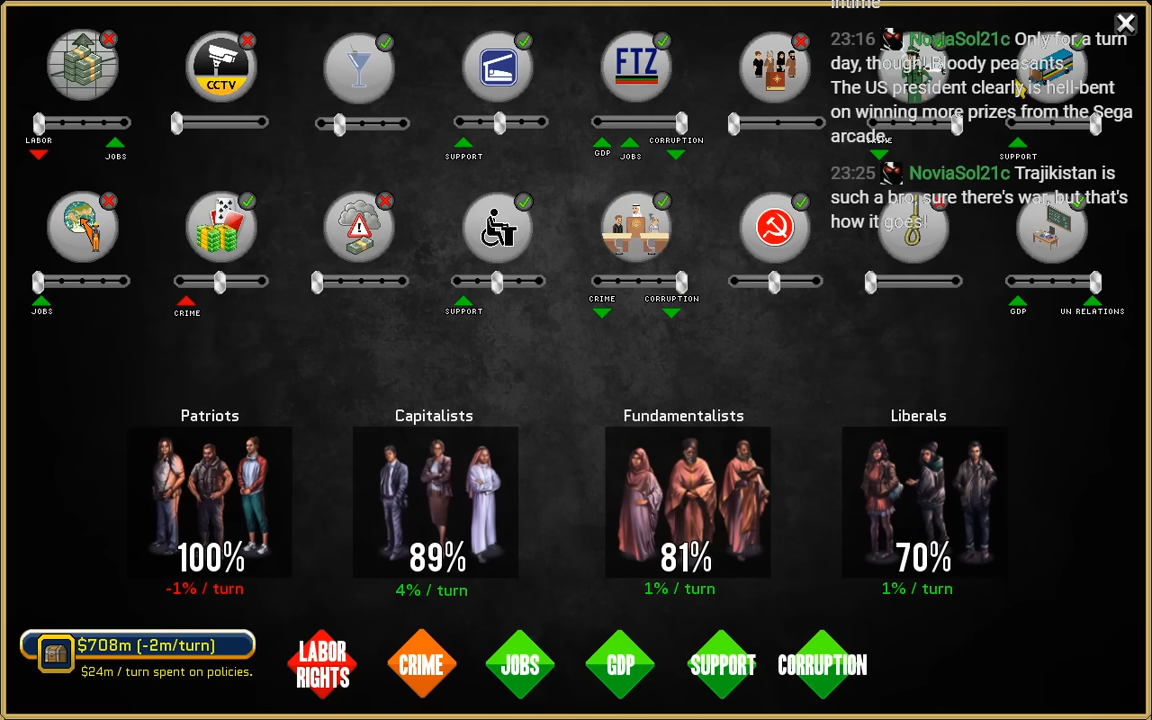 intime
23:16 NoviaSol21c Only for a turn
day, though! Bloody peasants.
The US president clearly is hell-bent
on winning more prizes from the Sega
arcade.
23:25 NoviaSol21c Trajikistan is
such a bro, sure there's war, but that's
how it goes!
CCTV
FTZ
LABOR
JOBS
SUPPORT
GDP
JOBS
CORRUPTION
SUPPORT
JOBS
CRIME
SUPPORT
CRIME
CORRUPTION
GDP
UN RELATIONS
Patriots
Capitalists
Fundamentalists
Liberals
100%
89%
81%
70%
-1% / turn
4% / turn
1% / turn
1% / turn
$708m (-2m/turn)
$24m / turn spent on policies.
LABOR
RIGHTS
CRIME
JOBS
GDP
SUPPORT
CORRUPTION